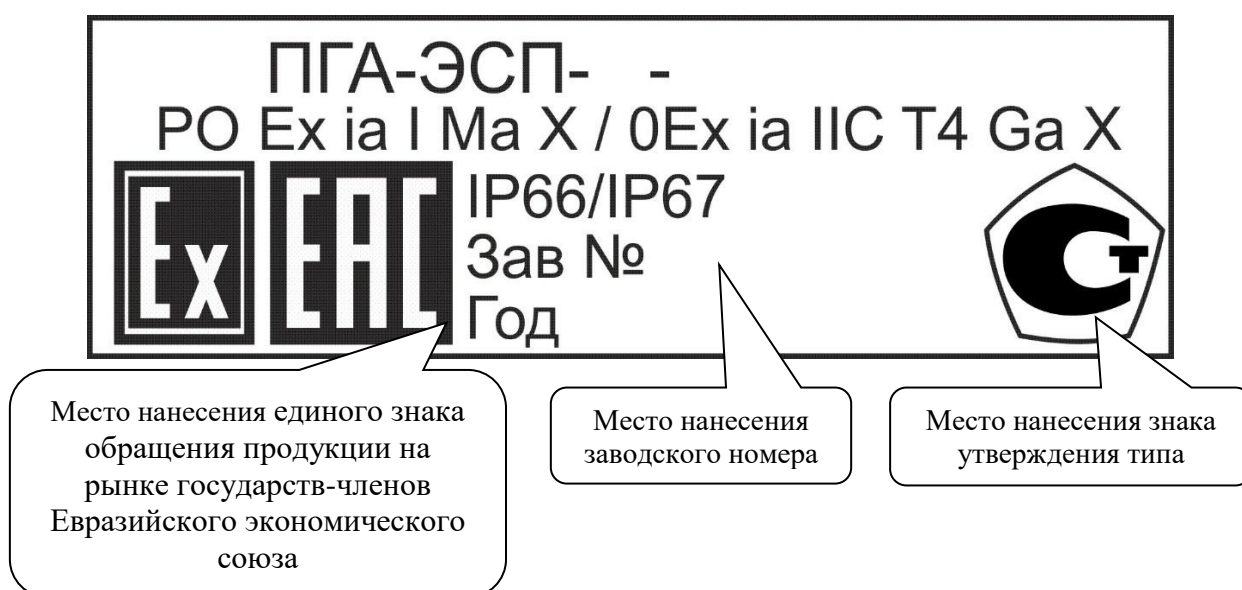 ПГА-ЭСП- -
РО Ex ia I Ma X / 0Ex ia IIC T4 Ga X
Ex
EAC
IP66/IP67
Зав №
Год
Ст
Место нанесения единого знака
обращения продукции на
рынке государств-членов
Евразийского экономического
союза
Место нанесения
заводского номера
Место нанесения знака
утверждения типа